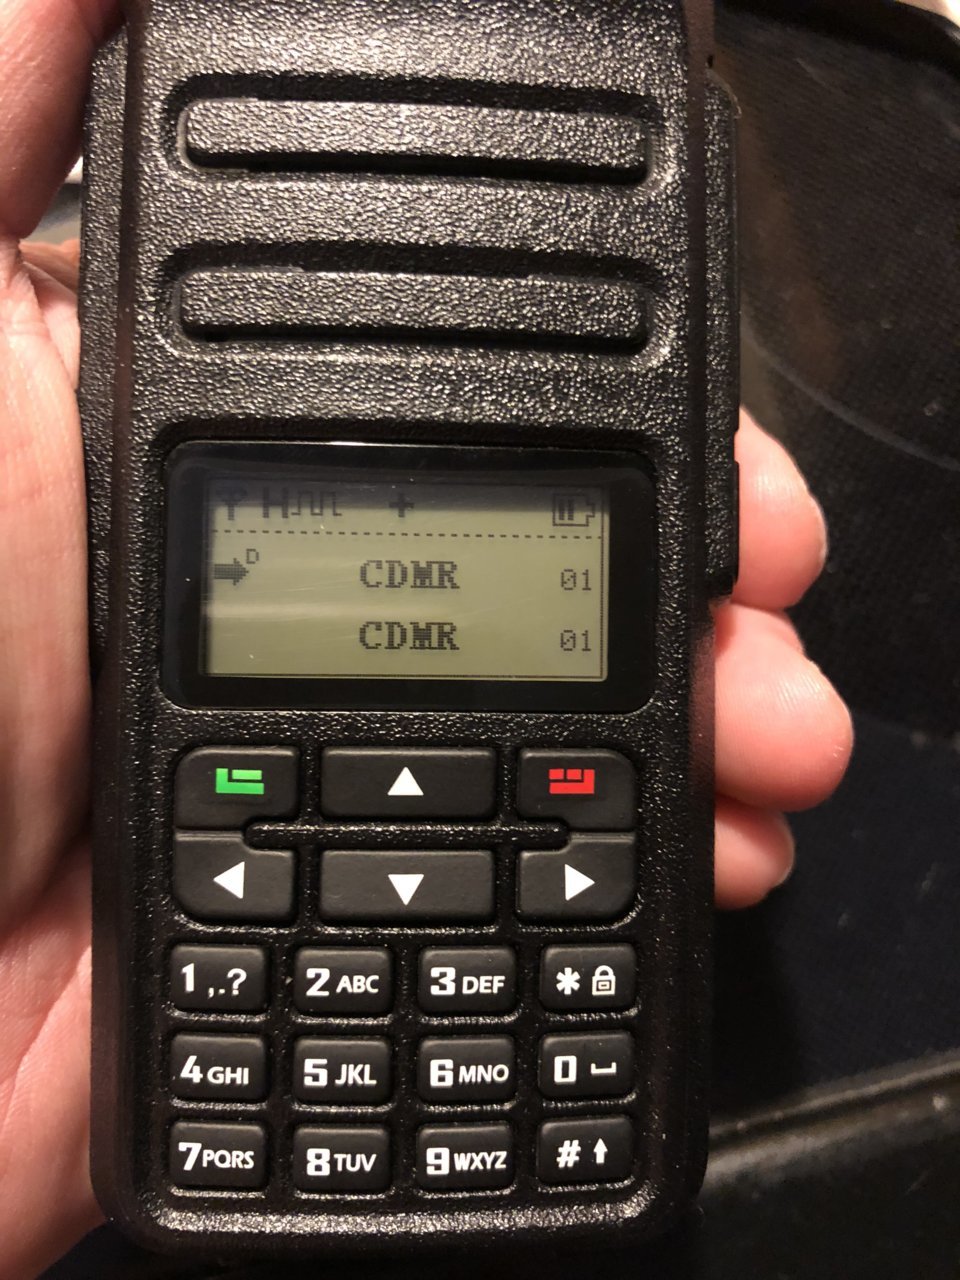 H +
D CDMR 01
CDMR 01
1 ,.? 2 ABC 3 DEF *
4 GHI 5 JKL 6 MNO 0
7 PQRS 8 TUV 9 WXYZ #